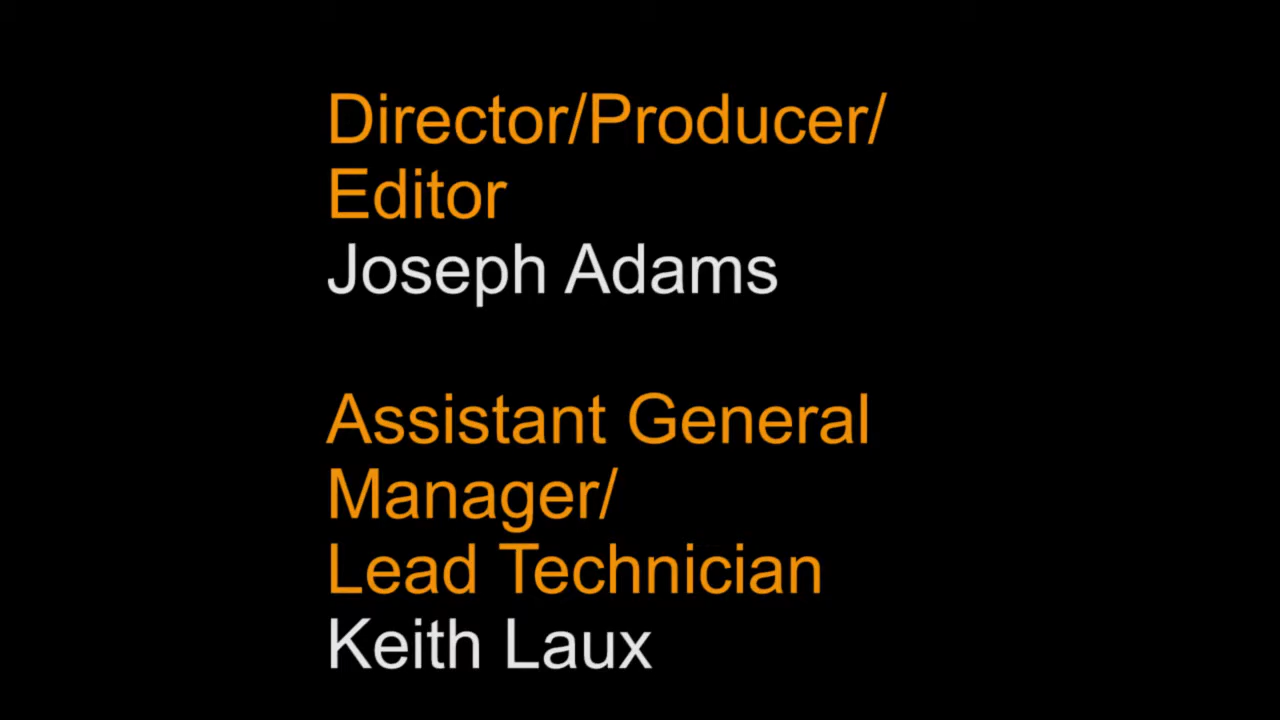 Director/Producer/
Editor
Joseph Adams
Assistant General
Manager/
Lead Technician
Keith Laux